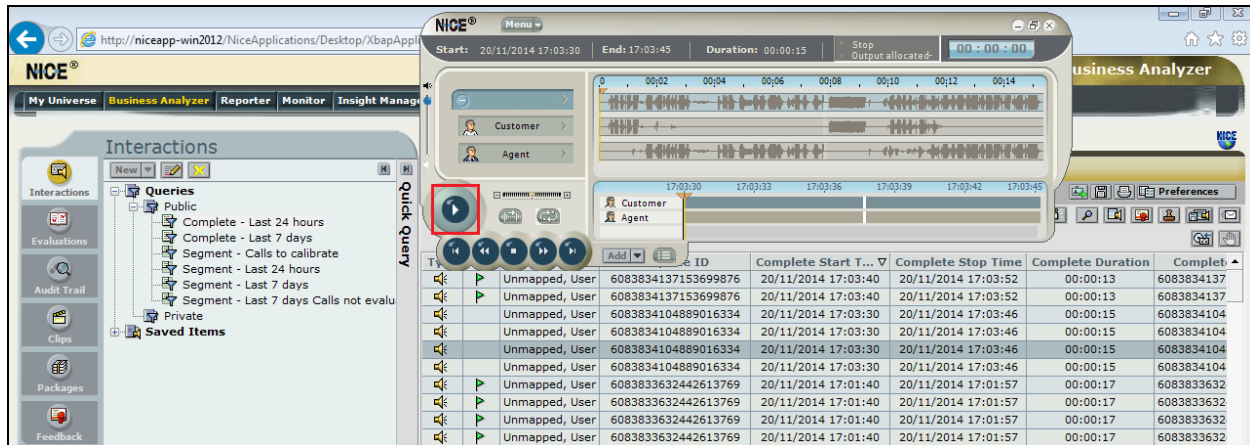 http://niceapp-win2012/NiceApplications/Desktop/XbapAppli
NICE®
Menu
Start: 20/11/2014 17:03:30 End: 17:03:45 Duration: 00:00:15 Stop
Output allocated- 00 : 00 : 00
NICE®
usiness Analyzer
My Universe Business Analyzer Reporter Monitor Insight Manag
0 00;02 00;04 00;06 00;08 00;10 00;12 00;14
Customer
Agent
NICE
Interactions
New
Quick Query
Interactions
Evaluations
Audit Trail
Clips
Packages
Feedback
Queries
Public
Complete - Last 24 hours
Complete - Last 7 days
Segment - Calls to calibrate
Segment - Last 24 hours
Segment - Last 7 days
Segment - Last 7 days Calls not evalu
Private
Saved Items
17:03:30 17:03:33 17:03:36 17:03:39 17:03:42 17:03:45
Customer
Agent
Preferences
Add
Ty e ID Complete Start T... Complete Stop Time Complete Duration Complet
Unmapped, User 6083834137153699876 20/11/2014 17:03:40 20/11/2014 17:03:52 00:00:13 6083834137
Unmapped, User 6083834137153699876 20/11/2014 17:03:40 20/11/2014 17:03:52 00:00:13 6083834137
Unmapped, User 6083834104889016334 20/11/2014 17:03:30 20/11/2014 17:03:46 00:00:15 6083834104
Unmapped, User 6083834104889016334 20/11/2014 17:03:30 20/11/2014 17:03:46 00:00:15 6083834104
Unmapped, User 6083834104889016334 20/11/2014 17:03:30 20/11/2014 17:03:46 00:00:15 6083834104
Unmapped, User 6083834104889016334 20/11/2014 17:03:30 20/11/2014 17:03:46 00:00:15 6083834104
Unmapped, User 6083833632442613769 20/11/2014 17:01:40 20/11/2014 17:01:57 00:00:17 6083833632
Unmapped, User 6083833632442613769 20/11/2014 17:01:40 20/11/2014 17:01:57 00:00:17 6083833632
Unmapped, User 6083833632442613769 20/11/2014 17:01:40 20/11/2014 17:01:57 00:00:17 6083833632
Unmapped, User 6083833632442613769 20/11/2014 17:01:40 20/11/2014 17:01:57 00:00:17 6083833632